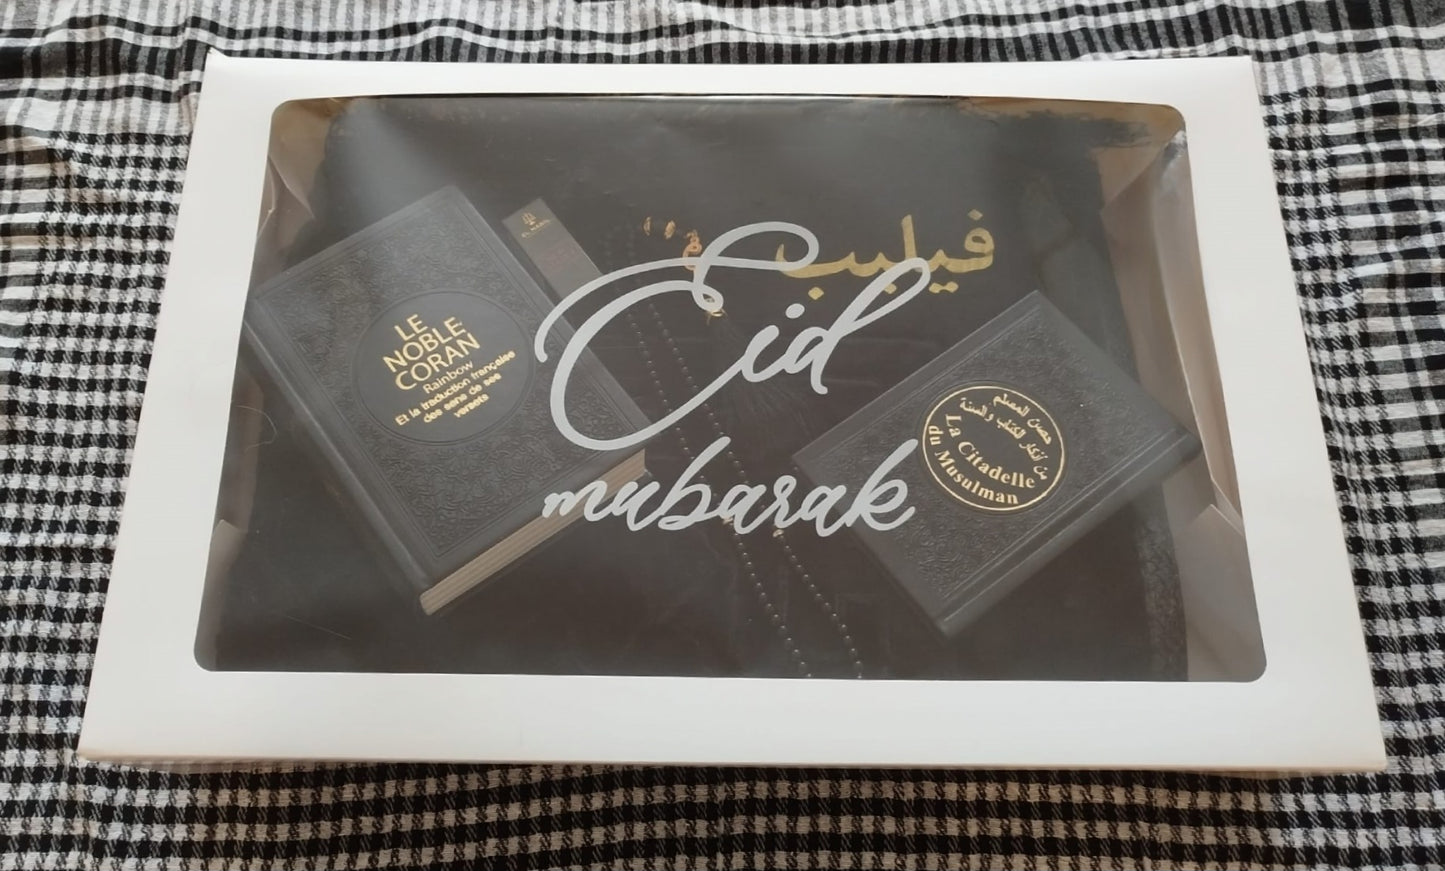 Eid
mubarak
فيليب
LE
NOBLE
CORAN
Rainbow
Et la traduction française
des sens de ses
versets
حصن المسلم
من أذكار الكتاب والسنة
La Citadelle
du Musulman